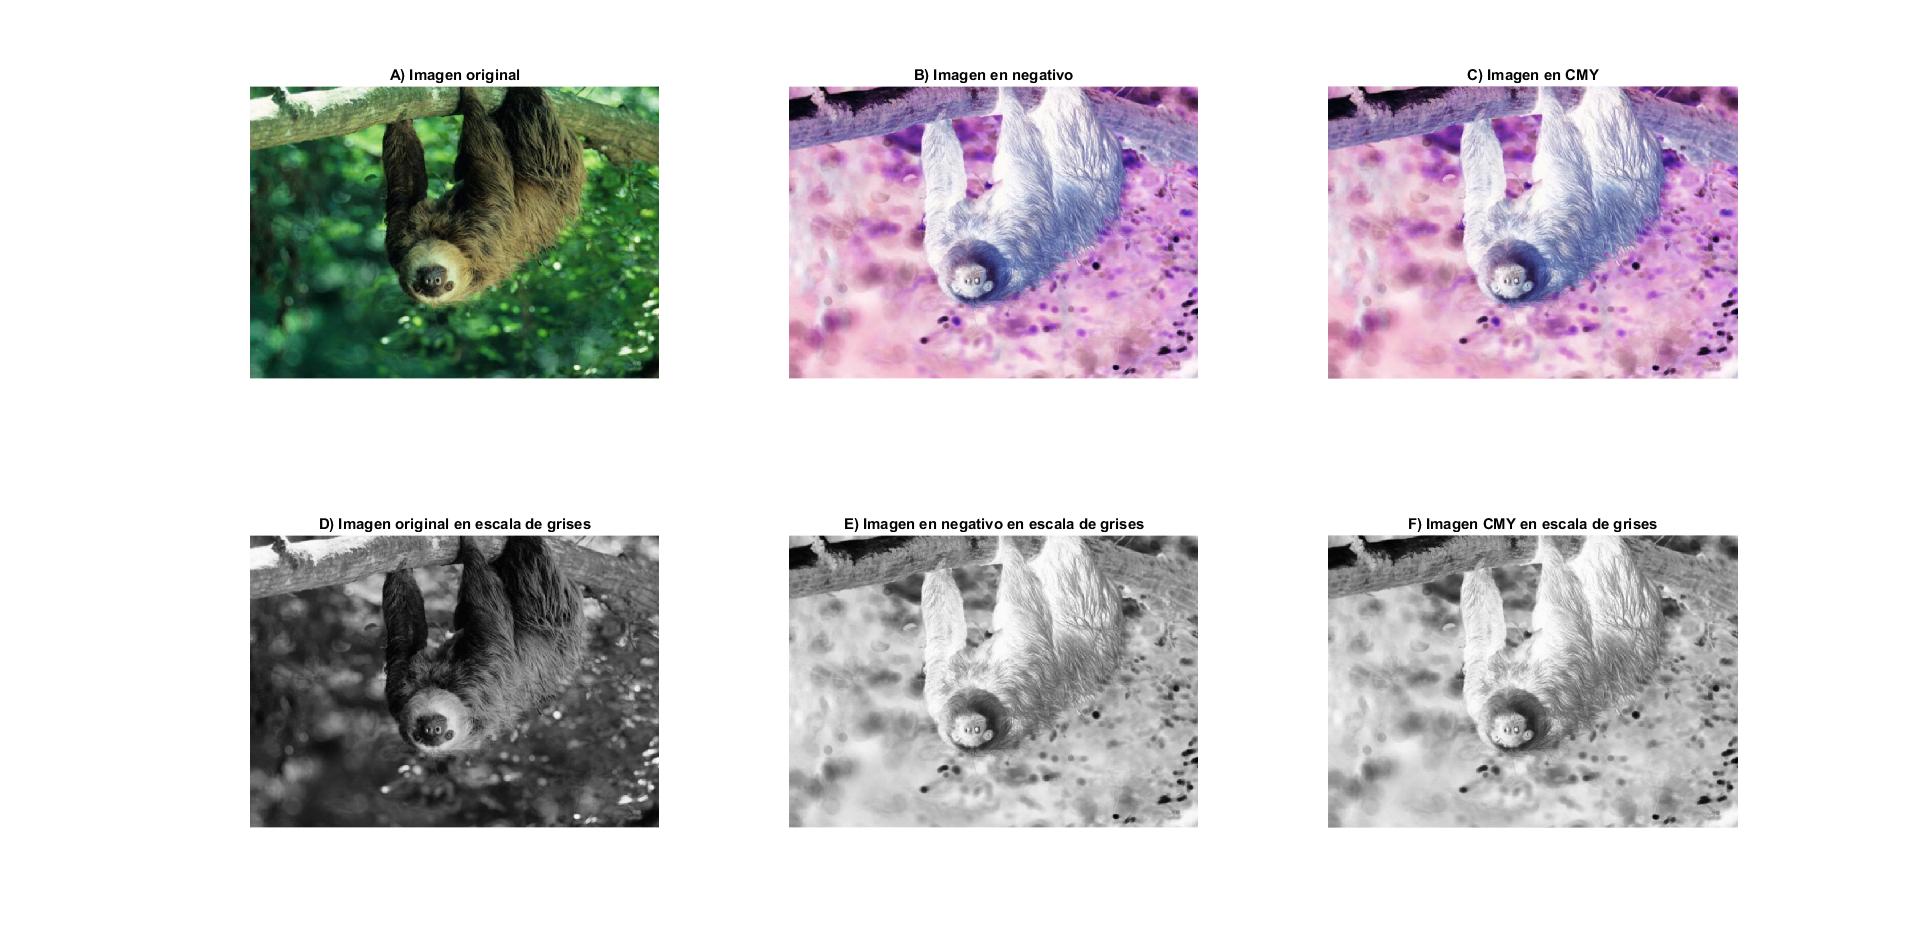 A) Imagen original
B) Imagen en negativo
C) Imagen en CMY
D) Imagen original en escala de grises
E) Imagen en negativo en escala de grises
F) Imagen CMY en escala de grises